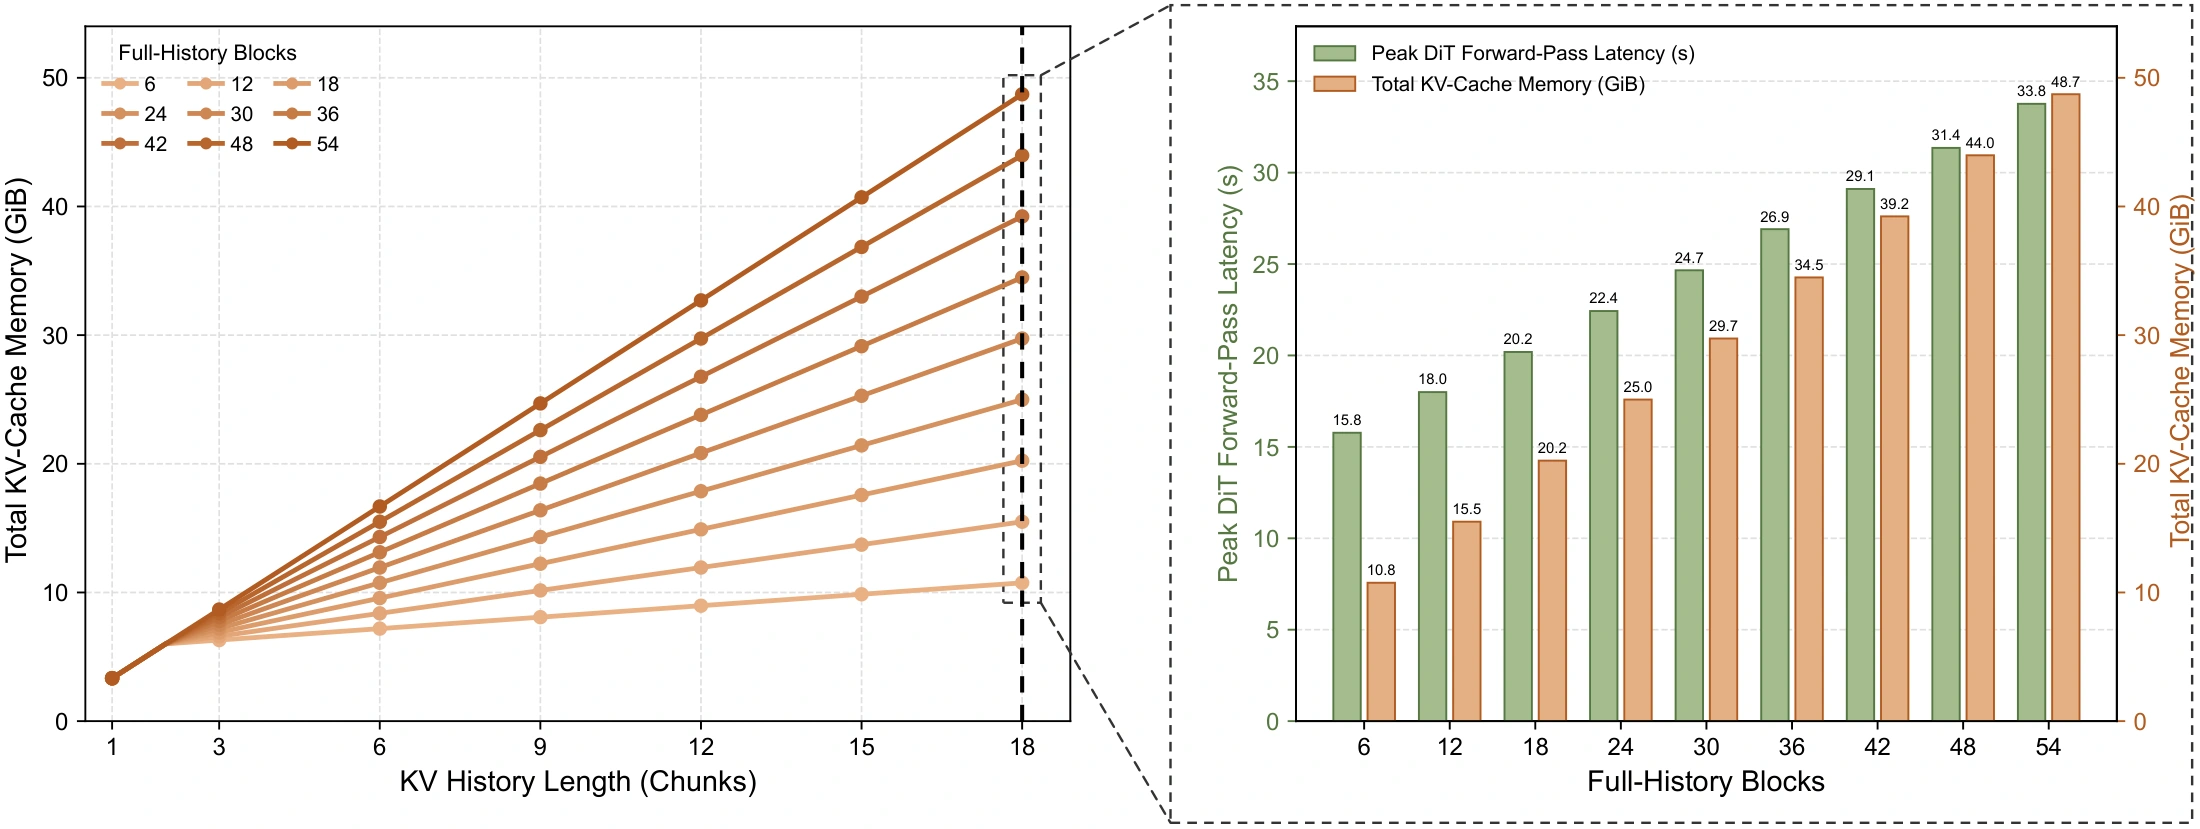 Full-History Blocks
6 12 18
24 30 36
42 48 54
Total KV-Cache Memory (GiB)
50
40
30
20
10
0
1 3 6 9 12 15 18
KV History Length (Chunks)
Peak DiT Forward-Pass Latency (s)
Total KV-Cache Memory (GiB)
Peak DiT Forward-Pass Latency (s)
35
30
25
20
15
10
5
0
15.8 10.8
18.0 15.5
20.2 20.2
22.4 25.0
24.7 29.7
26.9 34.5
29.1 39.2
31.4 44.0
33.8 48.7
50
40
30
20
10
0
Total KV-Cache Memory (GiB)
6 12 18 24 30 36 42 48 54
Full-History Blocks